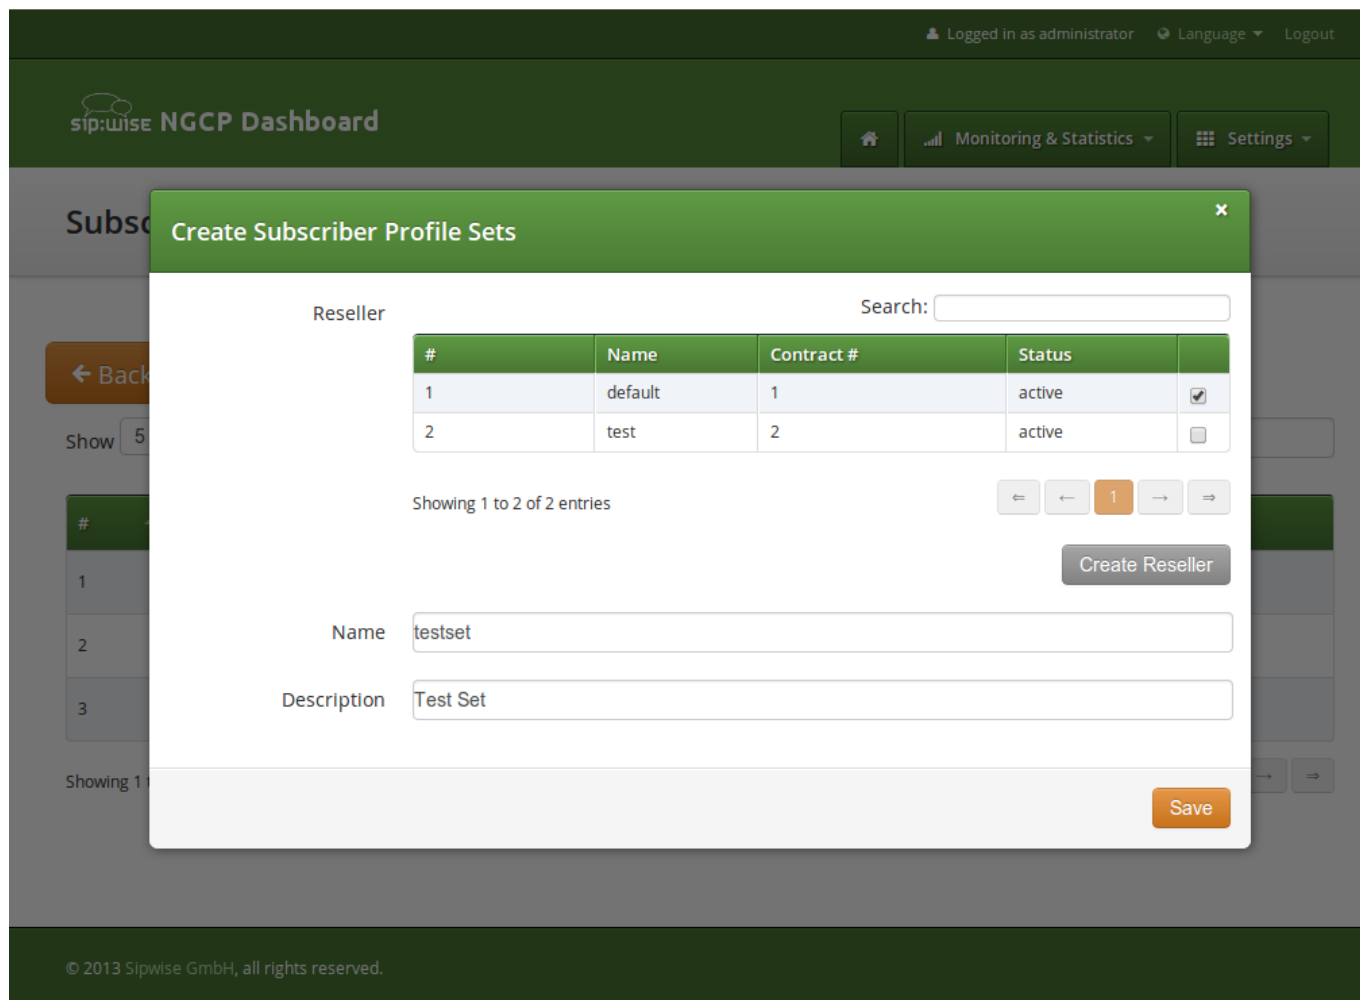 Logged in as administrator Language Logout
sip:wise NGCP Dashboard
Monitoring & Statistics Settings
Subsc
Create Subscriber Profile Sets ×
Reseller Search:
# Name Contract # Status
1 default 1 active
2 test 2 active
Showing 1 to 2 of 2 entries ⇐ ← 1 → ⇒
Create Reseller
Name testset
Description Test Set
Save
← Back
Show 5
#
1
2
3
Showing 1 t → ⇒
© 2013 Sipwise GmbH, all rights reserved.